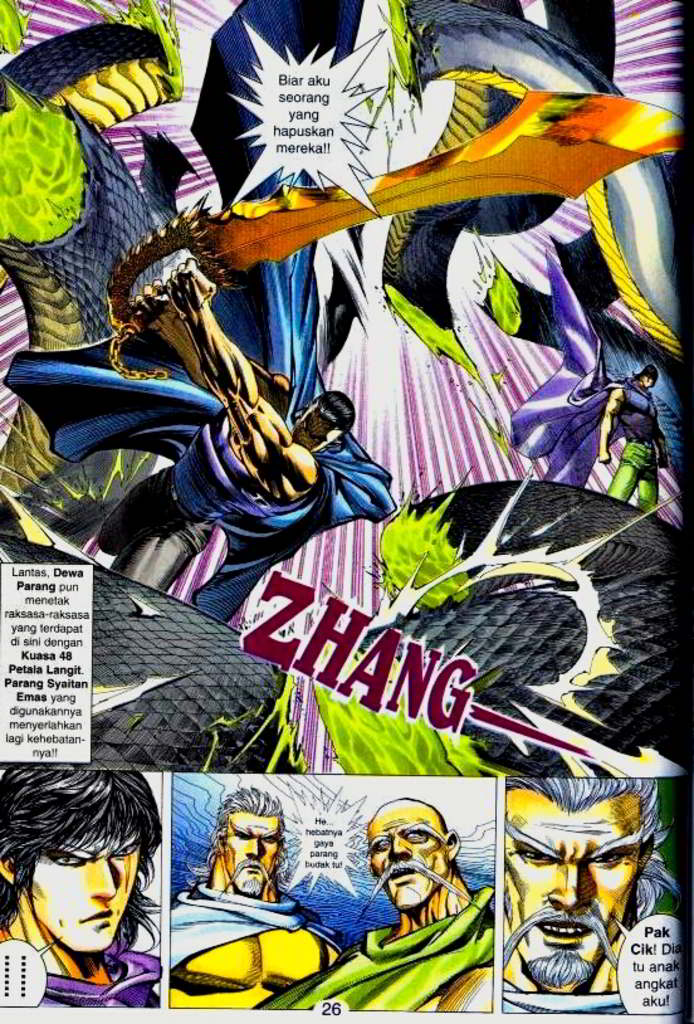 Biar aku
seorang
yang
hapuskan
mereka!!
Lantas, Dewa
Parang pun
menetak
raksasa-raksasa
yang terdapat
di sini dengan
Kuasa 48
Petala Langit.
Parang Syaitan
Emas yang
digunakannya
menyerlahkan
lagi kehebatan-
nya!!
ZHANG
He...
hebatnya
parang
budak tu!
Pak
Cik! Dia
tu anak
angkat
aku!
!!!!
26